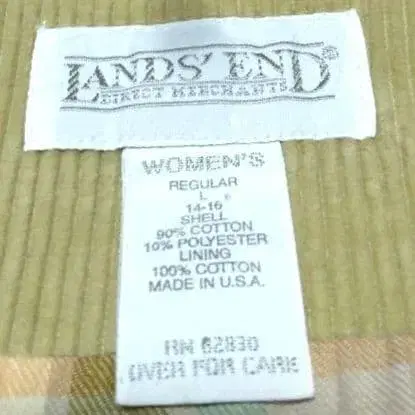 LANDS' END®
DIRECT MERCHANTS
WOMEN'S
REGULAR
L
14-16
SHELL
90% COTTON
10% POLYESTER
LINING
100% COTTON
MADE IN U.S.A.
RN 62830
OVER FOR CARE